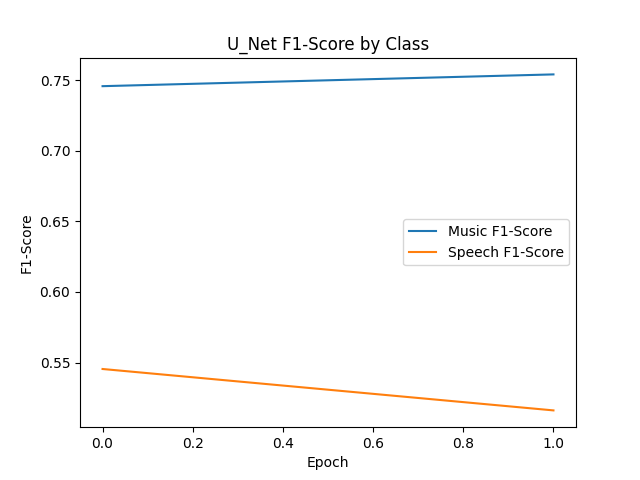 U_Net F1-Score by Class
F1-Score
0.75
0.70
0.65
0.60
0.55
Music F1-Score
Speech F1-Score
0.0 0.2 0.4 0.6 0.8 1.0
Epoch